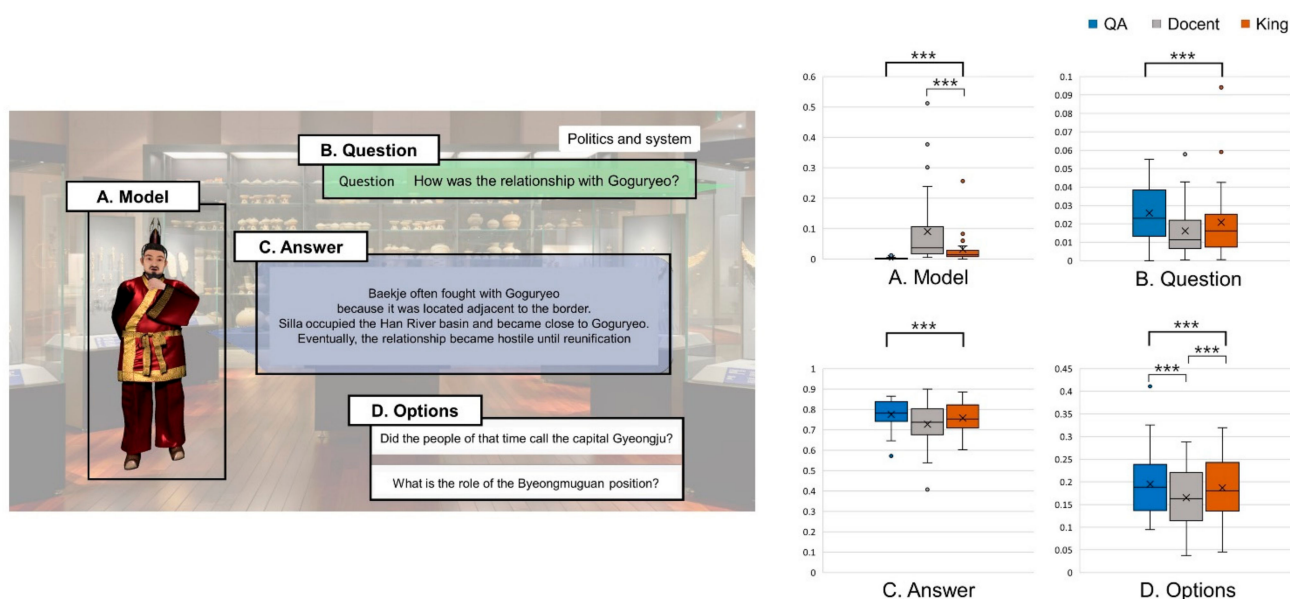 Politics and system
B. Question
Question How was the relationship with Goguryeo?
A. Model
C. Answer
Baekje often fought with Goguryeo
because it was located adjacent to the border.
Silla occupied the Han River basin and became close to Goguryeo.
Eventually, the relationship became hostile until reunification
D. Options
Did the people of that time call the capital Gyeongju?
What is the role of the Byeongmuguan position?
QA Docent King
***
***
0.6
0.5
0.4
0.3
0.2
0.1
0
A. Model
***
0.1
0.09
0.08
0.07
0.06
0.05
0.04
0.03
0.02
0.01
0
B. Question
***
1
0.9
0.8
0.7
0.6
0.5
0.4
0.3
0.2
0.1
0
C. Answer
***
***
***
0.45
0.4
0.35
0.3
0.25
0.2
0.15
0.1
0.05
0
D. Options